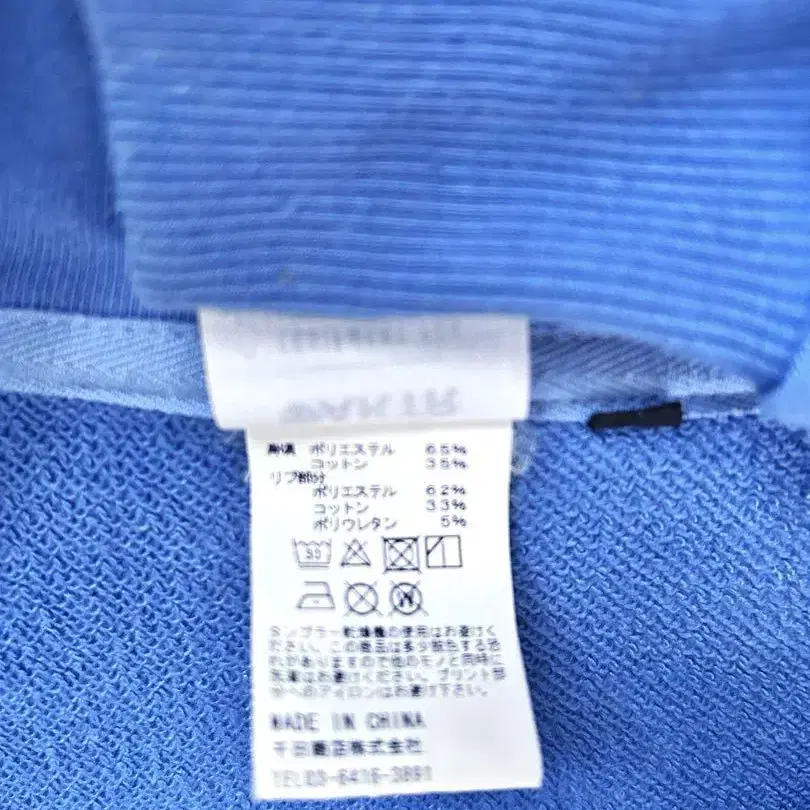 ポリエステル 65%
コットン 35%
リブ部分
ポリエステル 62%
コットン 33%
ポリウレタン 5%
30
タンブラー乾燥機の使用はお避けく
ださい。この商品は多少脱色する恐
れがありますので他のモノと同時に
洗濯はお避けください。プリント部
分へのアイロンはお避け下さい。
MADE IN CHINA
千日商店株式会社
TEL03-6416-3891